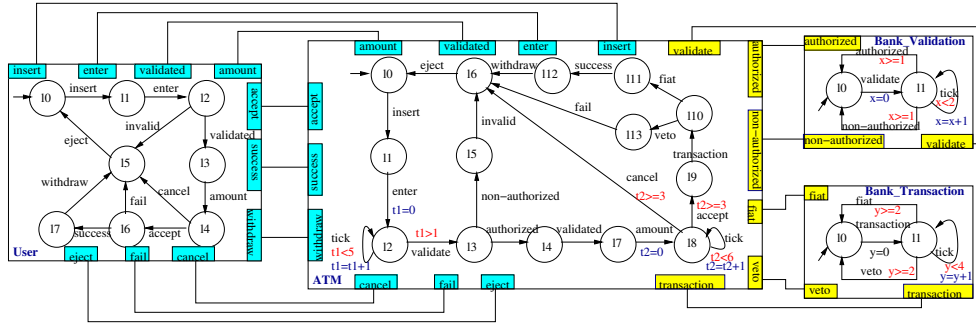 insert
enter
validated
amount
l0
insert
l1
enter
l2
invalid
validated
eject
l5
l3
withdraw
fail
cancel
amount
l7
success
l6
accept
l4
User
eject
fail
cancel
accept
success
withdraw
amount
validated
enter
insert
validate
accept
success
withdraw
l0
eject
l6
withdraw
l12
success
l11
fiat
insert
invalid
fail
l13
veto
l10
l1
l5
transaction
enter
t1=0
non-authorized
cancel
l9
t2>=3
t2>=3
accept
tick
t1<5
t1=t1+1
l2
t1>1
validate
l3
authorized
l4
validated
l7
amount
t2=0
l8
tick
t2<6
t2=t2+1
ATM
cancel
fail
eject
transaction
authorized
non-authorized
fiat
veto
authorized
Bank_Validation
authorized
x>=1
l0
validate
x=0
l1
tick
x<2
x=x+1
x>=1
non-authorized
non-authorized
validate
Bank_Transaction
fiat
fiat
y>=2
transaction
l0
y=0
l1
tick
y<4
y=y+1
veto
y>=2
veto
transaction